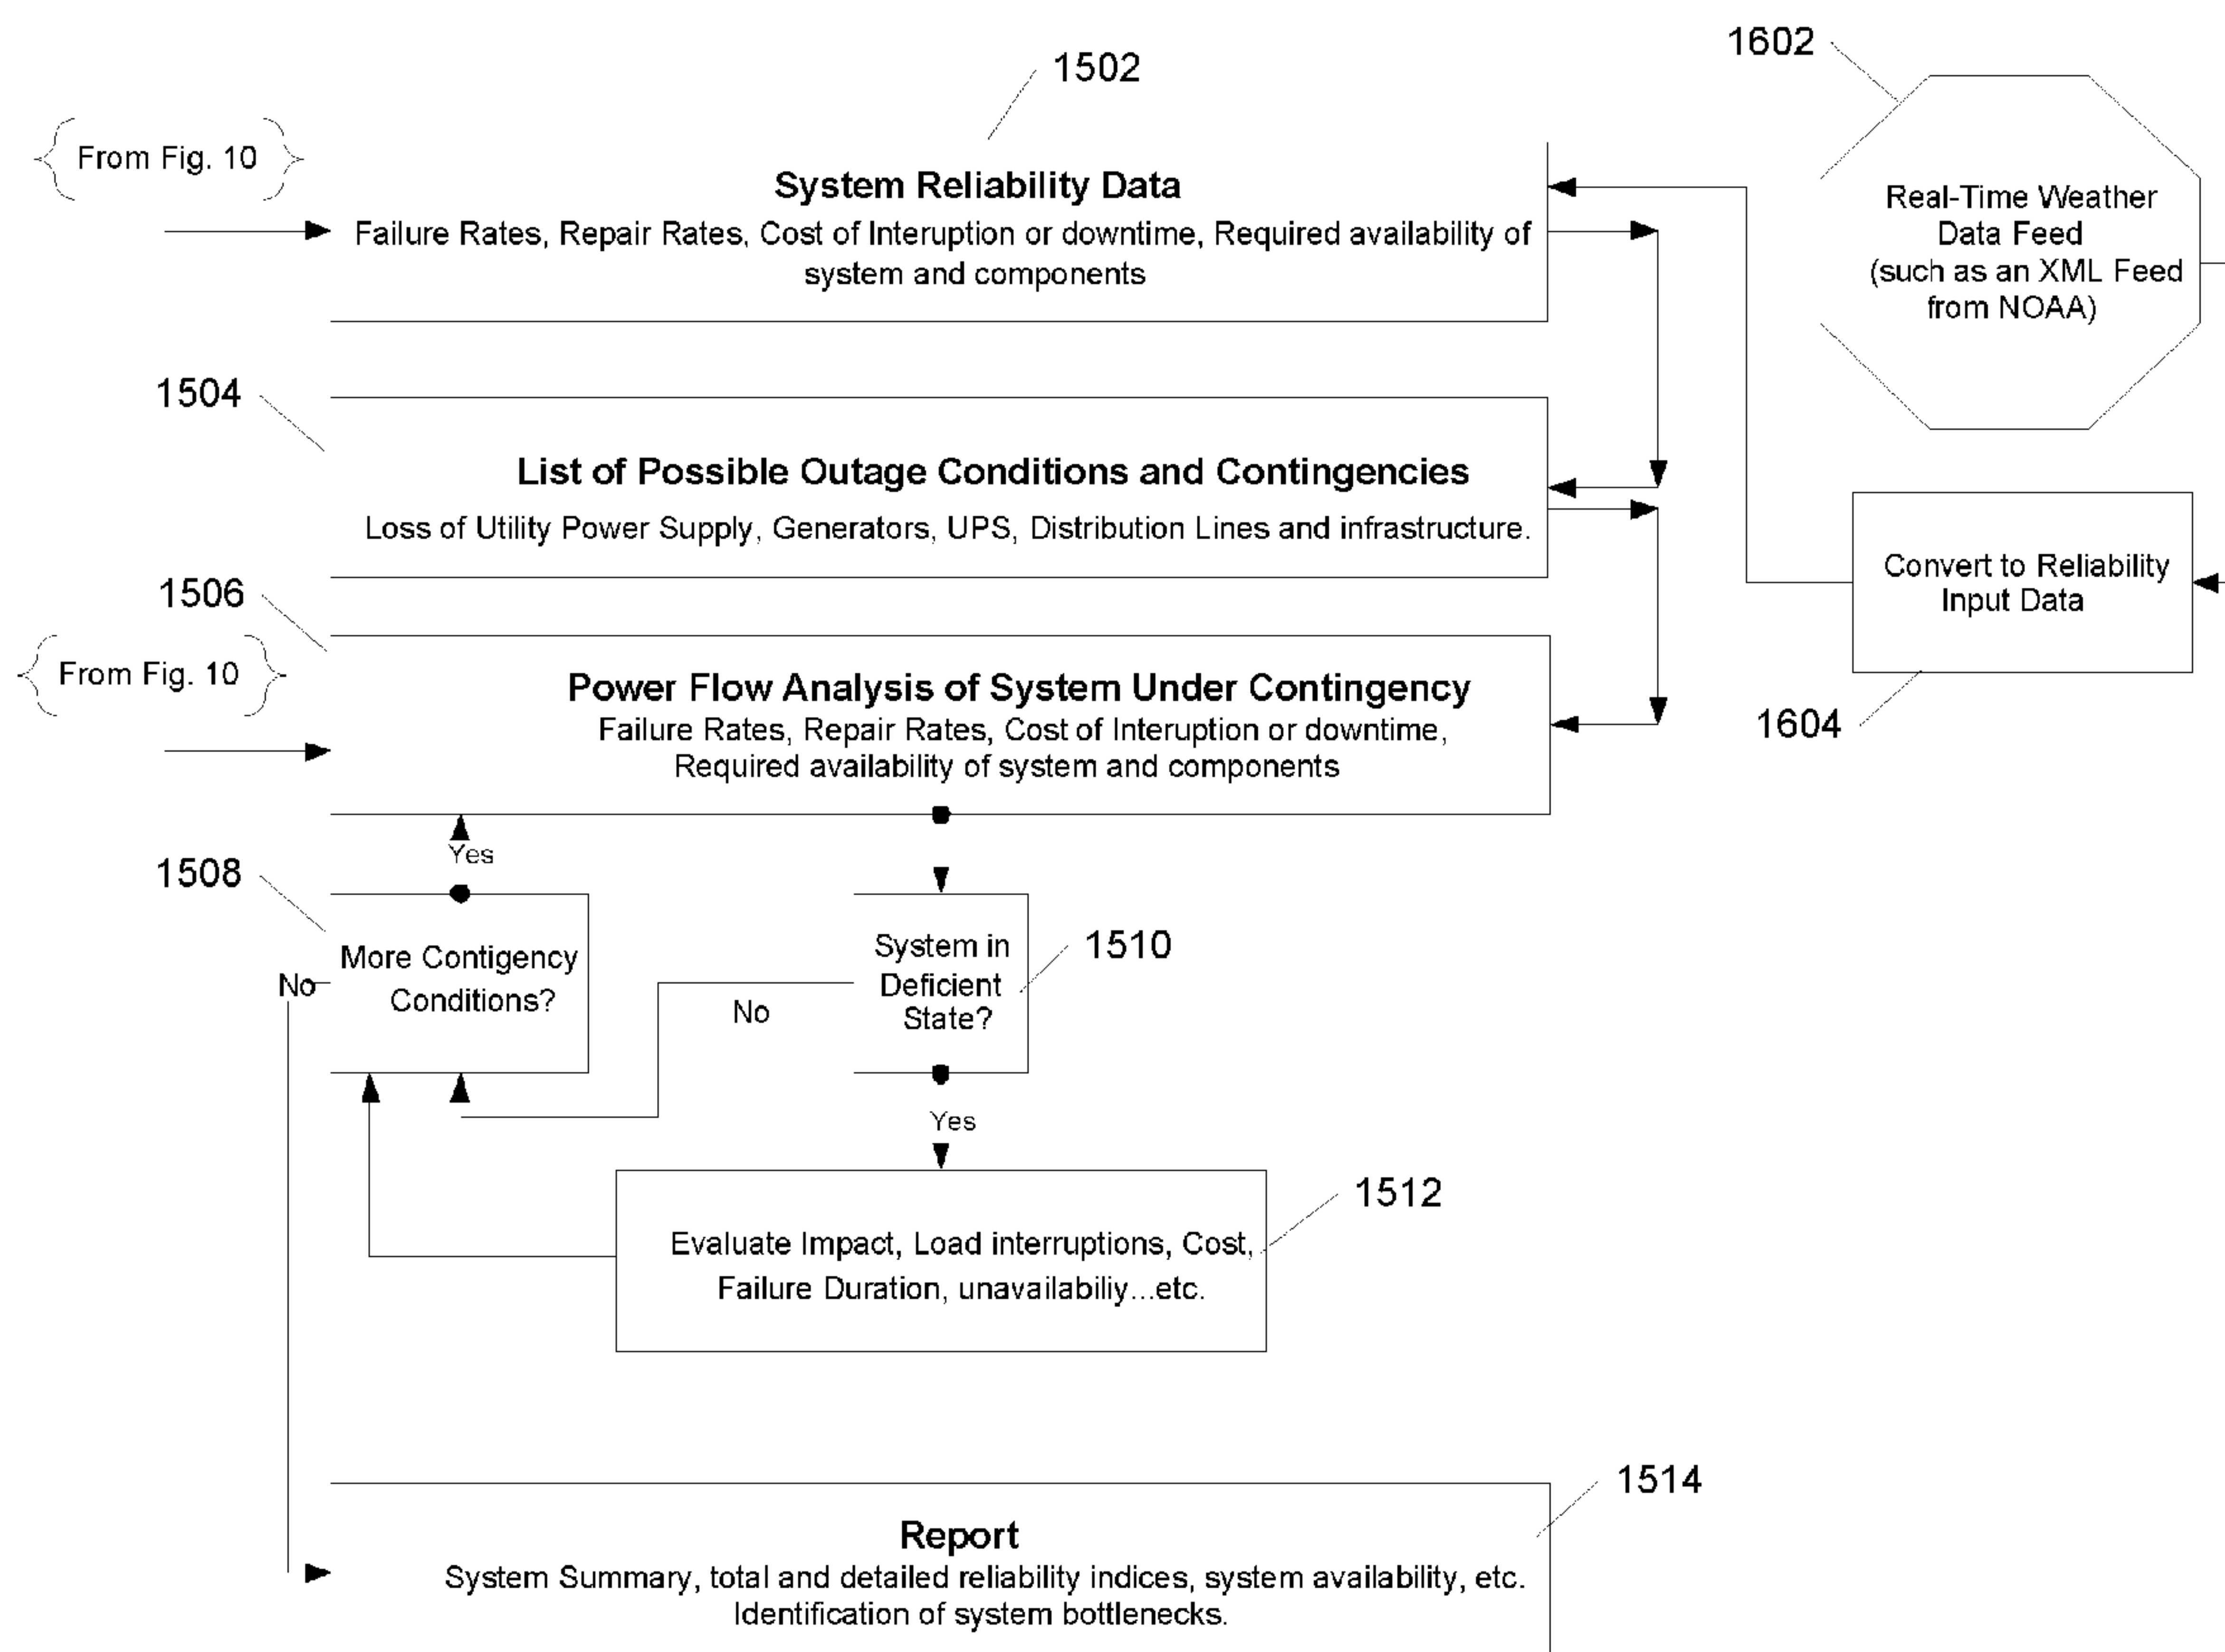 1602
1502
From Fig. 10
System Reliability Data
Failure Rates, Repair Rates, Cost of Interuption or downtime, Required availability of
system and components
Real-Time Weather
Data Feed
(such as an XML Feed
from NOAA)
1504
List of Possible Outage Conditions and Contingencies
Loss of Utility Power Supply, Generators, UPS, Distribution Lines and infrastructure.
Convert to Reliability
Input Data
1604
1506
From Fig. 10
Power Flow Analysis of System Under Contingency
Failure Rates, Repair Rates, Cost of Interuption or downtime,
Required availability of system and components
Yes
1508
More Contigency
Conditions?
No
System in
Deficient
State?
1510
No
Yes
1512
Evaluate Impact, Load interruptions, Cost,
Failure Duration, unavailabiliy...etc.
1514
Report
System Summary, total and detailed reliability indices, system availability, etc.
Identification of system bottlenecks.